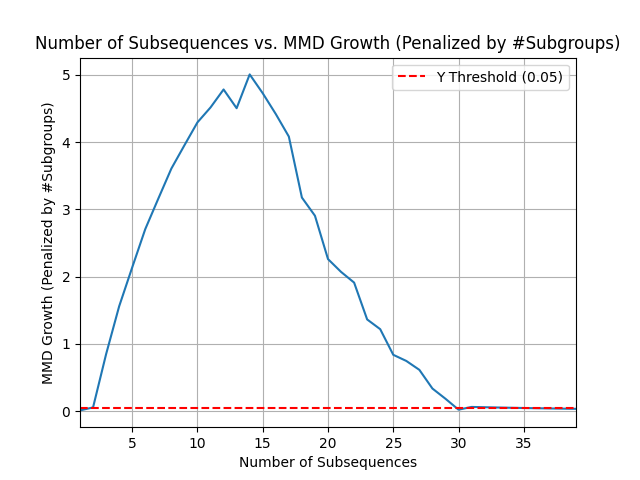 Number of Subsequences vs. MMD Growth (Penalized by #Subgroups)
Y Threshold (0.05)
MMD Growth (Penalized by #Subgroups)
5
4
3
2
1
0
5 10 15 20 25 30 35
Number of Subsequences